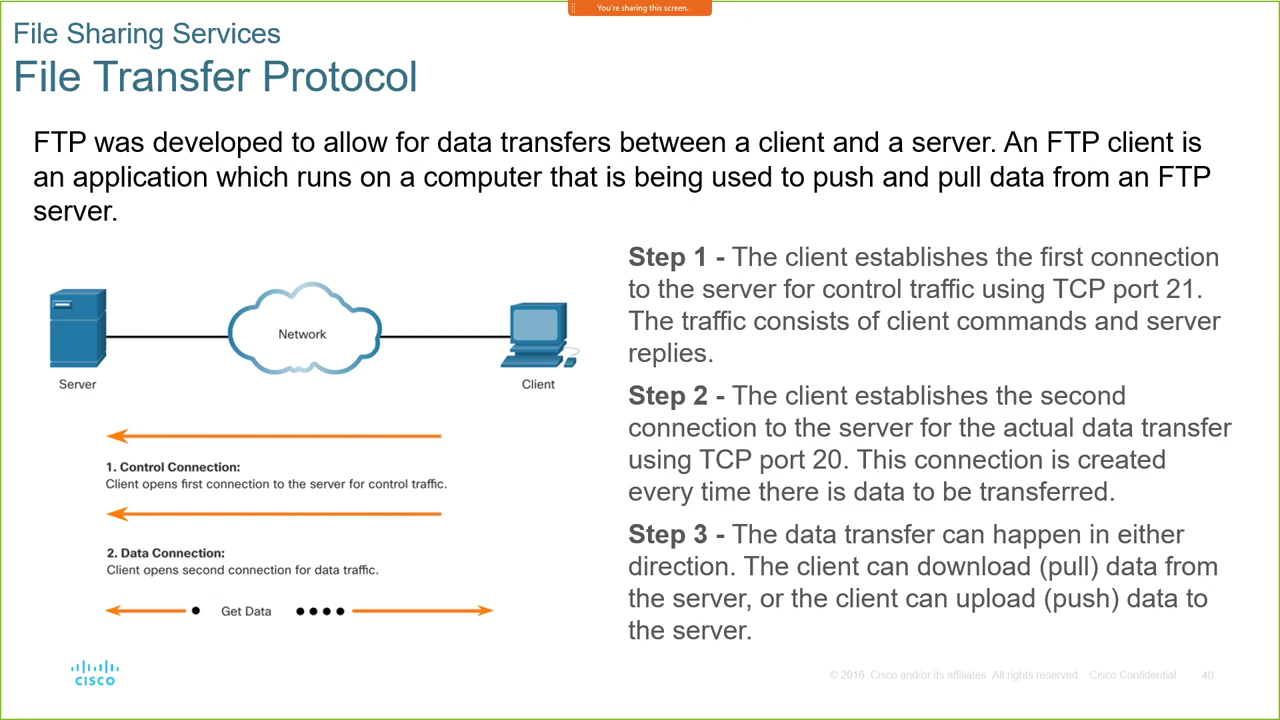 You're sharing this screen.
File Sharing Services
File Transfer Protocol
FTP was developed to allow for data transfers between a client and a server. An FTP client is
an application which runs on a computer that is being used to push and pull data from an FTP
server.
Network
Server
Client
1. Control Connection:
Client opens first connection to the server for control traffic.
2. Data Connection:
Client opens second connection for data traffic.
Get Data
Step 1 - The client establishes the first connection
to the server for control traffic using TCP port 21.
The traffic consists of client commands and server
replies.
Step 2 - The client establishes the second
connection to the server for the actual data transfer
using TCP port 20. This connection is created
every time there is data to be transferred.
Step 3 - The data transfer can happen in either
direction. The client can download (pull) data from
the server, or the client can upload (push) data to
the server.
CISCO
© 2016 Cisco and/or its affiliates. All rights reserved. Cisco Confidential 40